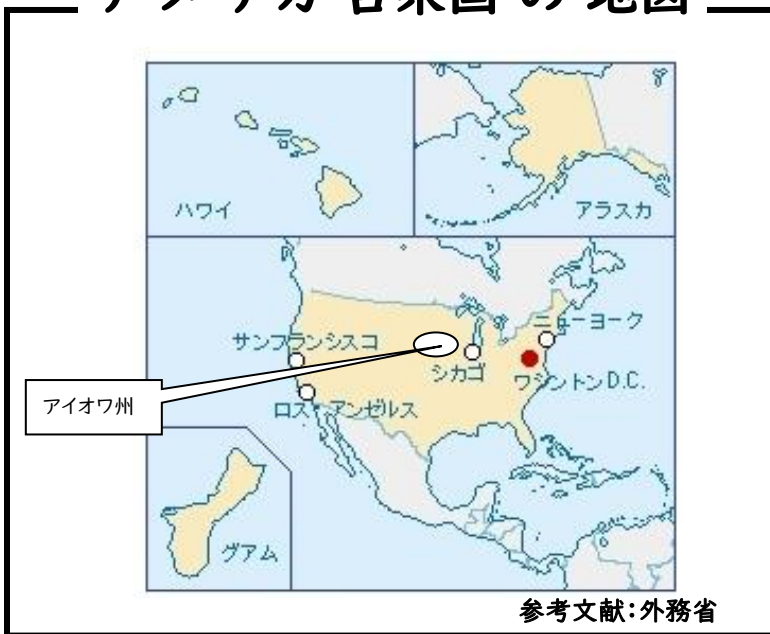 アメリカ合衆国の地図
ハワイ
アラスカ
ニューヨーク
サンフランシスコ
シカゴ
ワシントンD.C.
アイオワ州
ロス・アンゼルス
グアム
参考文献:外務省